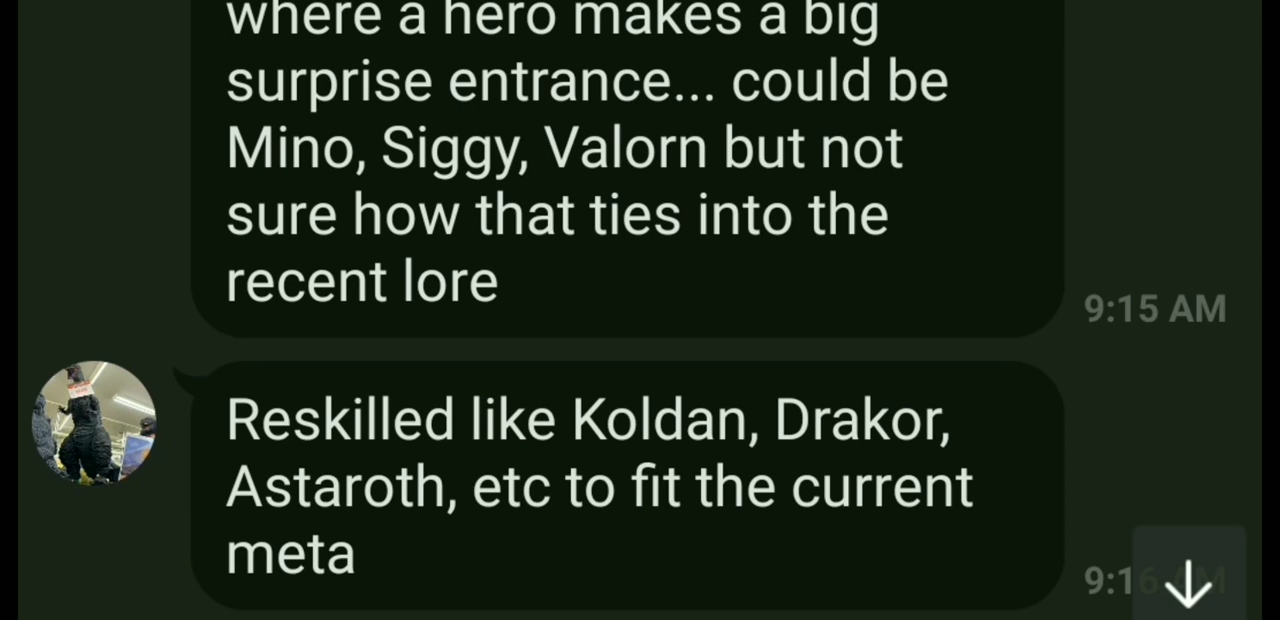 where a hero makes a big
surprise entrance... could be
Mino, Siggy, Valorn but not
sure how that ties into the
recent lore
9:15 AM
Reskilled like Koldan, Drakor,
Astaroth, etc to fit the current
meta
9:16 AM